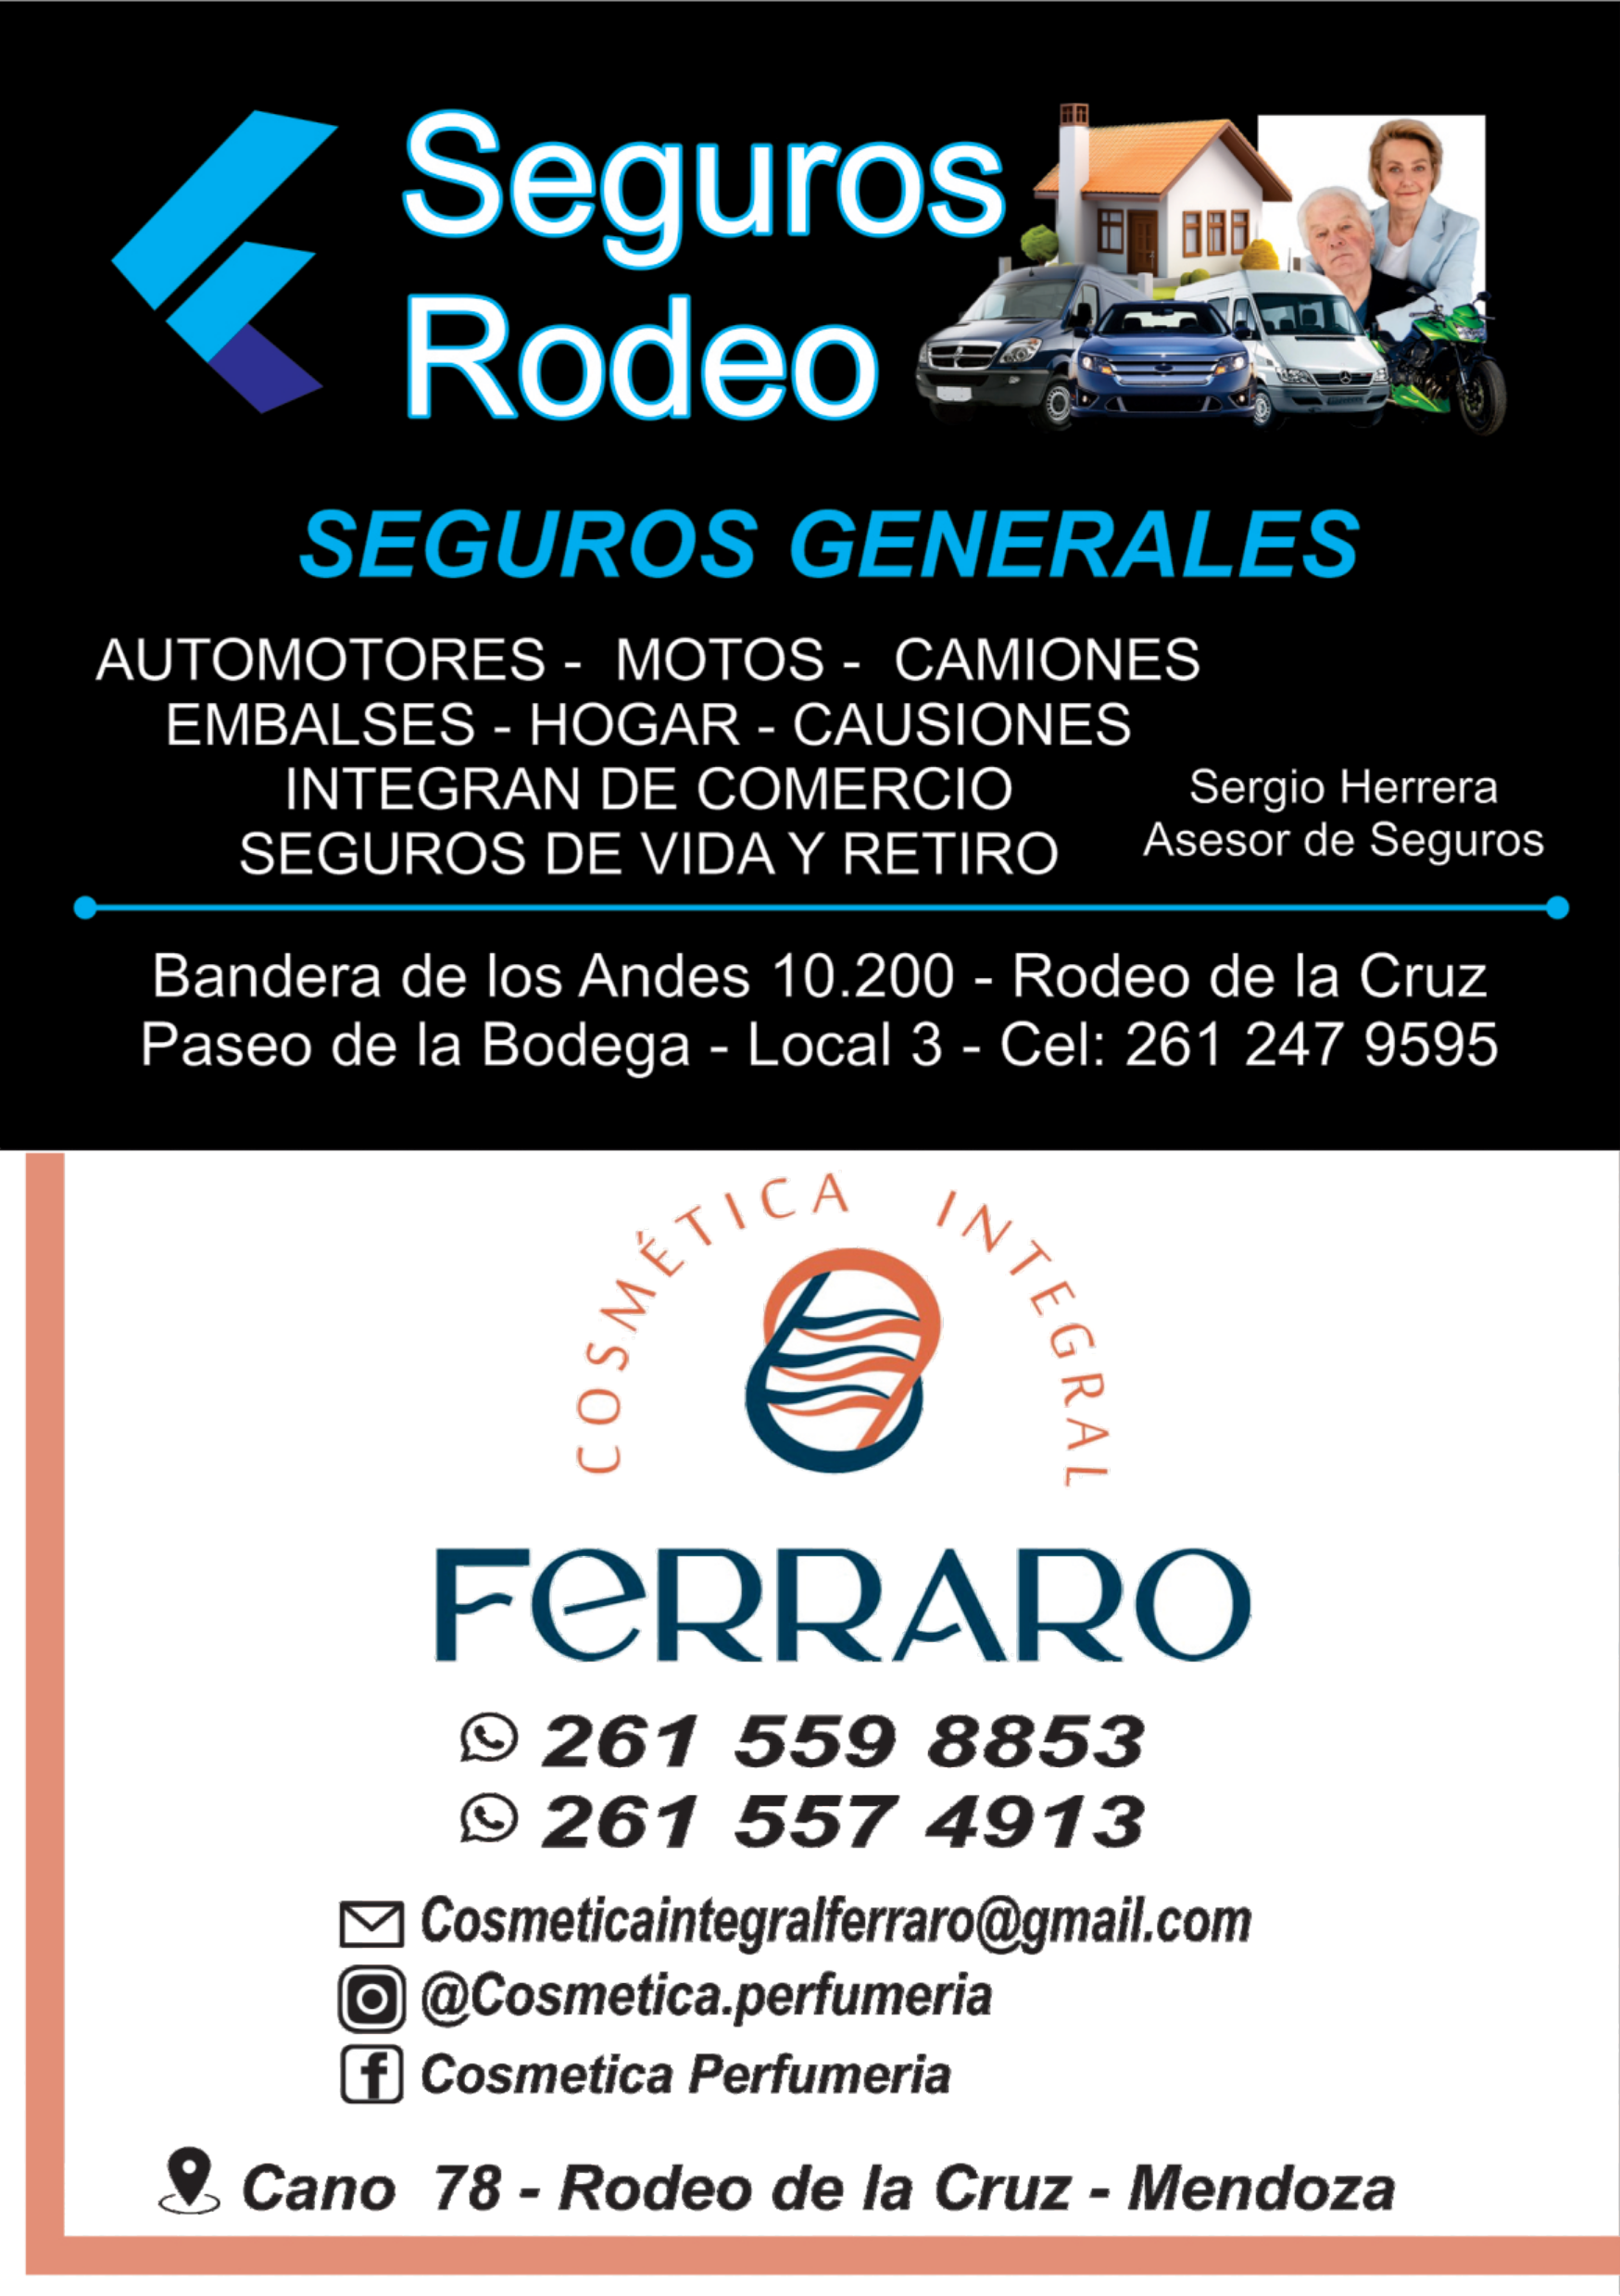 Seguros
Rodeo
SEGUROS GENERALES
AUTOMOTORES - MOTOS - CAMIONES
EMBALSES - HOGAR - CAUSIONES
INTEGRAN DE COMERCIO
SEGUROS DE VIDA Y RETIRO
Sergio Herrera
Asesor de Seguros
Bandera de los Andes 10.200 - Rodeo de la Cruz
Paseo de la Bodega - Local 3 - Cel: 261 247 9595
COSMÉTICA INTEGRAL
FeRRARO
261 559 8853
261 557 4913
Cosmeticaintegralferraro@gmail.com
@Cosmetica.perfumeria
Cosmetica Perfumeria
Cano 78 - Rodeo de la Cruz - Mendoza